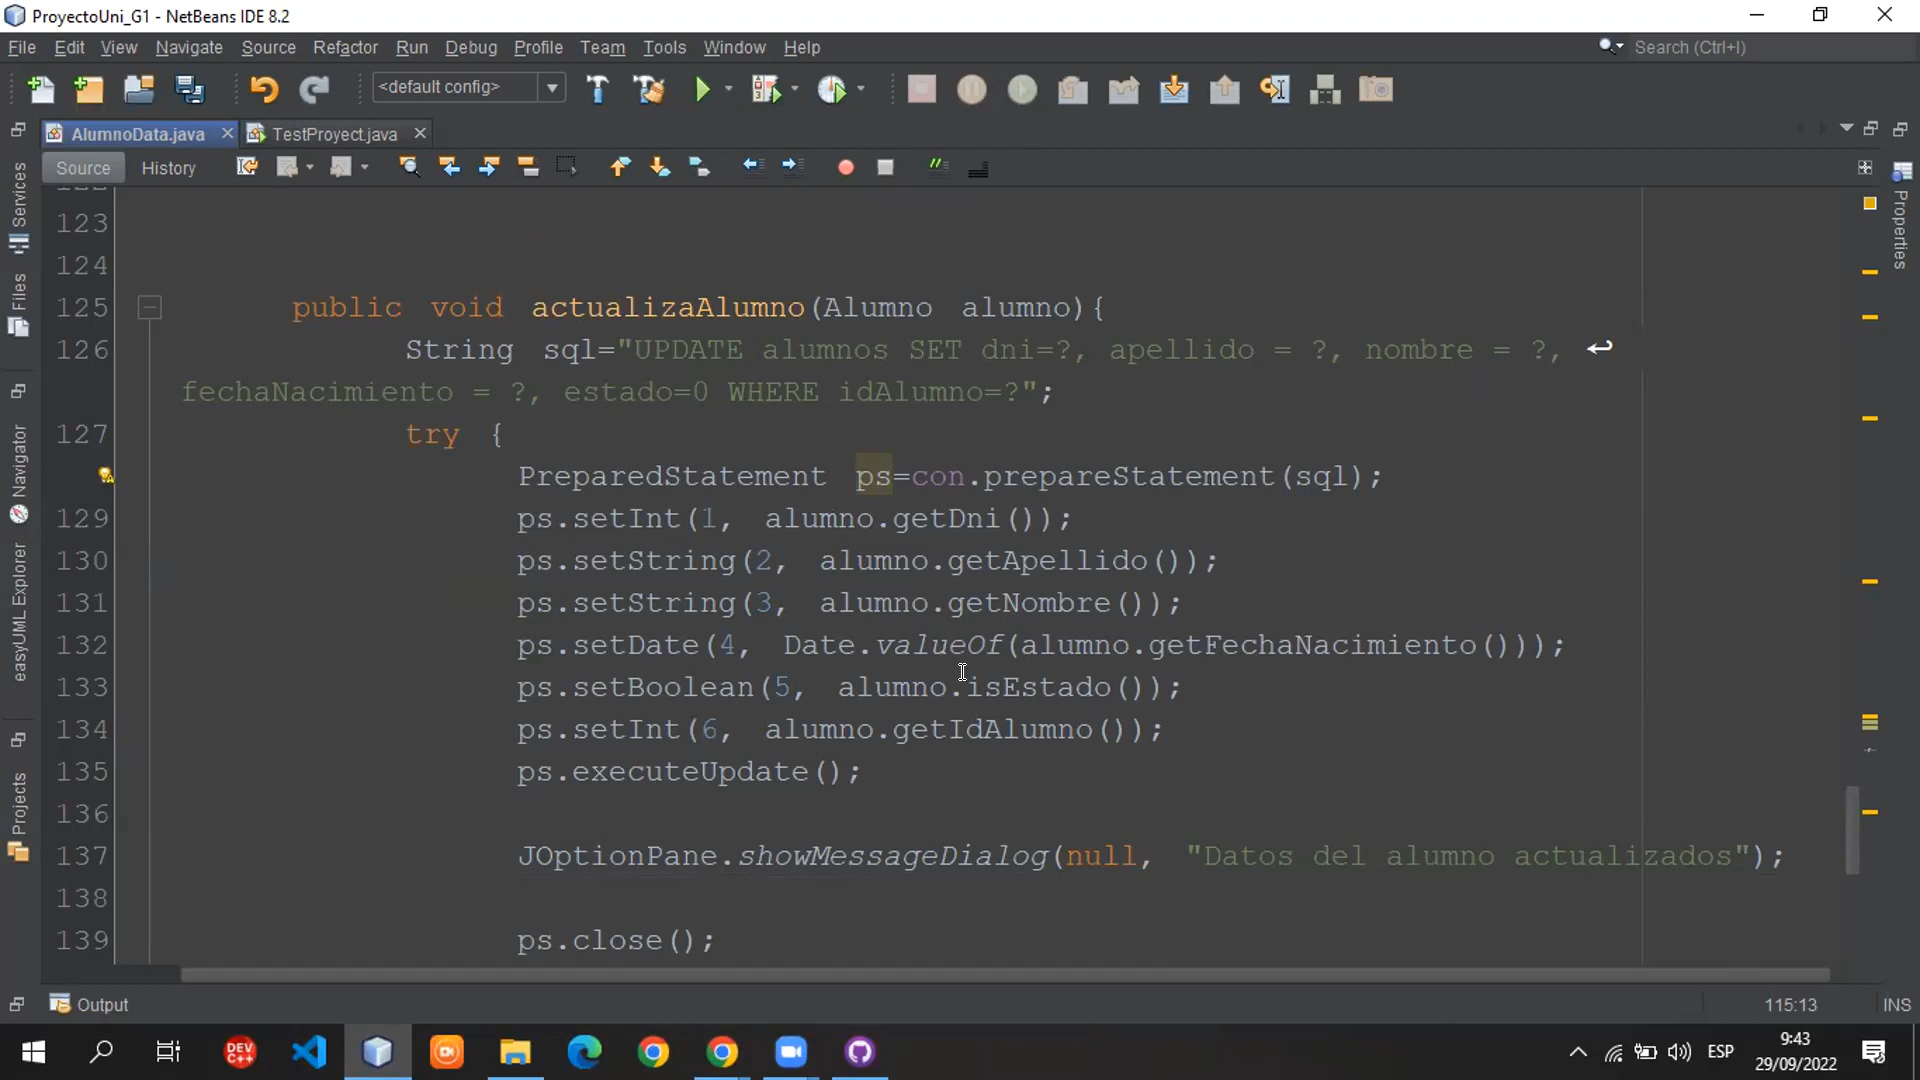 ProyectoUni_G1 - NetBeans IDE 8.2
File Edit View Navigate Source Refactor Run Debug Profile Team Tools Window Help
Search (Ctrl+I)
<default config>
AlumnoData.java TestProyect.java
Source History
Services
Files
Navigator
easyUML Explorer
Projects
Properties
123
124
125 public void actualizaAlumno(Alumno alumno){
126 String sql="UPDATE alumnos SET dni=?, apellido = ?, nombre = ?,
fechaNacimiento = ?, estado=0 WHERE idAlumno=?";
127 try {
PreparedStatement ps=con.prepareStatement(sql);
129 ps.setInt(1, alumno.getDni());
130 ps.setString(2, alumno.getApellido());
131 ps.setString(3, alumno.getNombre());
132 ps.setDate(4, Date.valueOf(alumno.getFechaNacimiento()));
133 ps.setBoolean(5, alumno.isEstado());
134 ps.setInt(6, alumno.getIdAlumno());
135 ps.executeUpdate();
136
137 JOptionPane.showMessageDialog(null, "Datos del alumno actualizados");
138
139 ps.close();
Output
115:13 INS
DEV C++
ESP
9:43
29/09/2022